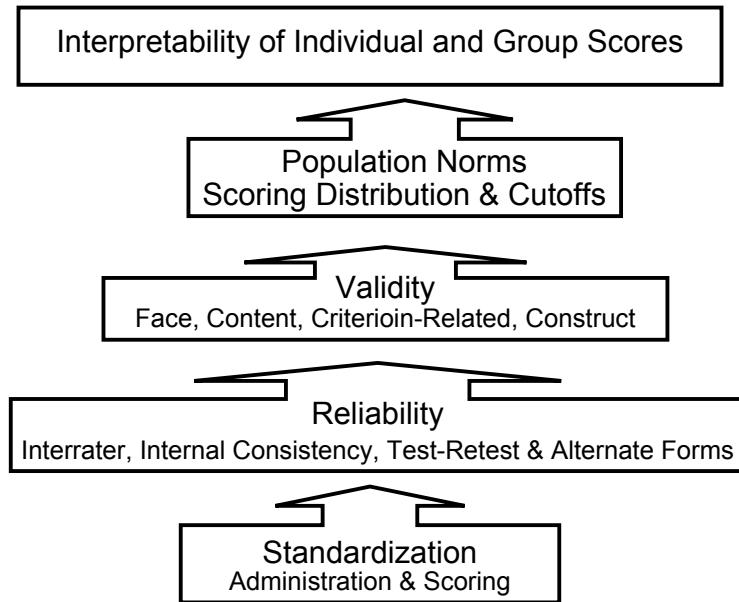 Interpretability of Individual and Group Scores
Population Norms
Scoring Distribution & Cutoffs
Validity
Face, Content, Criterioin-Related, Construct
Reliability
Interrater, Internal Consistency, Test-Retest & Alternate Forms
Standardization
Administration & Scoring